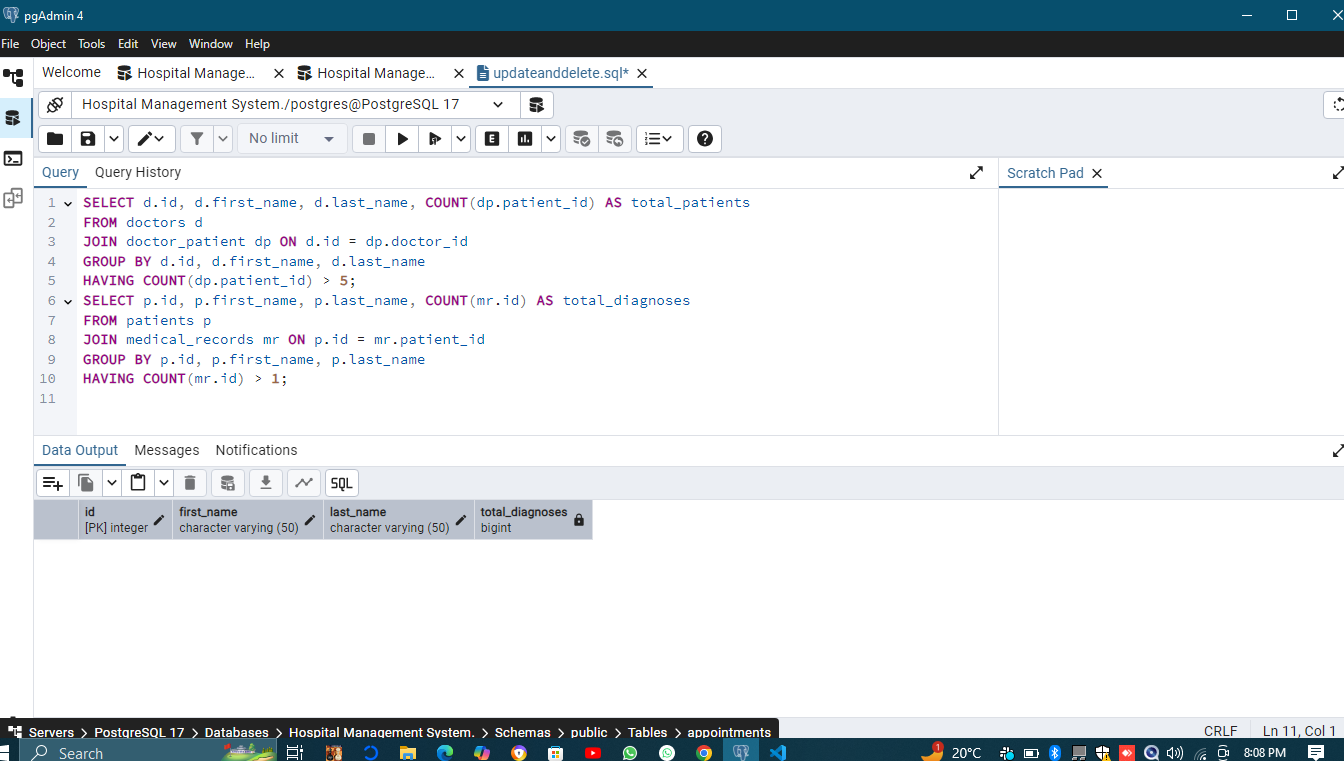 pgAdmin 4
File Object Tools Edit View Window Help
Welcome Hospital Manage... Hospital Manage... updateanddelete.sql*
Hospital Management System./postgres@PostgreSQL 17
No limit
Query Query History
Scratch Pad
1 SELECT d.id, d.first_name, d.last_name, COUNT(dp.patient_id) AS total_patients
2 FROM doctors d
3 JOIN doctor_patient dp ON d.id = dp.doctor_id
4 GROUP BY d.id, d.first_name, d.last_name
5 HAVING COUNT(dp.patient_id) > 5;
6 SELECT p.id, p.first_name, p.last_name, COUNT(mr.id) AS total_diagnoses
7 FROM patients p
8 JOIN medical_records mr ON p.id = mr.patient_id
9 GROUP BY p.id, p.first_name, p.last_name
10 HAVING COUNT(mr.id) > 1;
11
Data Output Messages Notifications
SQL
id first_name last_name total_diagnoses
[PK] integer character varying (50) character varying (50) bigint
Servers > PostgreSQL 17 > Databases > Hospital Management System. > Schemas > public > Tables > appointments
CRLF Ln 11, Col 1
Search
1 20°C 8:08 PM